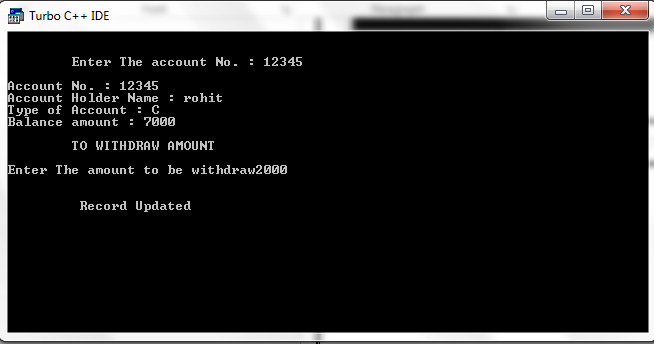 Turbo C++ IDE
Enter The account No. : 12345
Account No. : 12345
Account Holder Name : rohit
Type of Account : C
Balance amount : 7000
TO WITHDRAW AMOUNT
Enter The amount to be withdraw2000
Record Updated